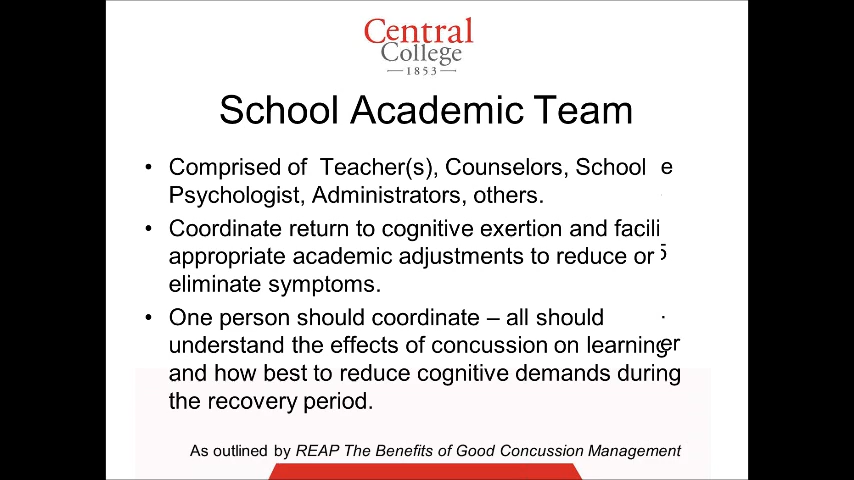 Central
College
1853
School Academic Team
• Comprised of Teacher(s), Counselors, School e
Psychologist, Administrators, others.
• Coordinate return to cognitive exertion and facili
appropriate academic adjustments to reduce or 5
eliminate symptoms.
• One person should coordinate – all should
understand the effects of concussion on learning er
and how best to reduce cognitive demands during
the recovery period.
As outlined by REAP The Benefits of Good Concussion Management